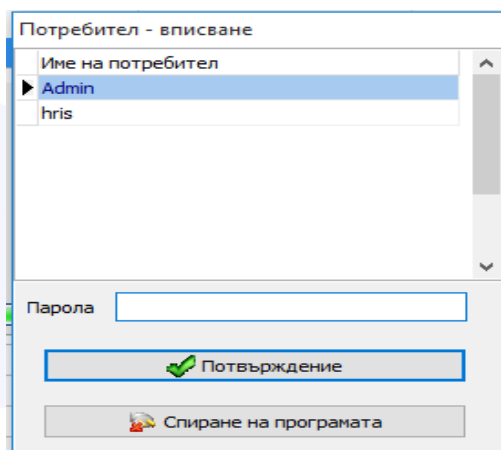 Потребител - вписване
Име на потребител
Admin
hris
Парола
Потвърждение
Спиране на програмата